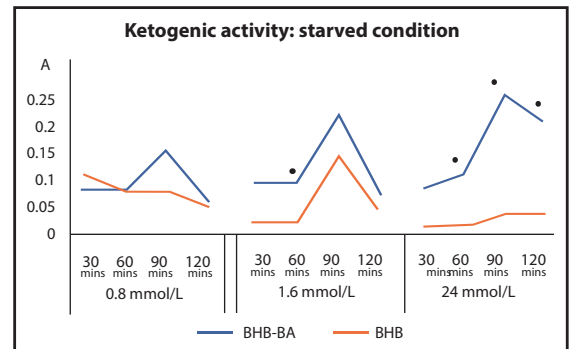 Ketogenic activity: starved condition
A
0.25
0.2
0.15
0.1
0.05
0
30 60 90 120 30 60 90 120 30 60 90 120
mins mins mins mins mins mins mins mins mins mins mins mins
0.8 mmol/L 1.6 mmol/L 24 mmol/L
BHB-BA BHB